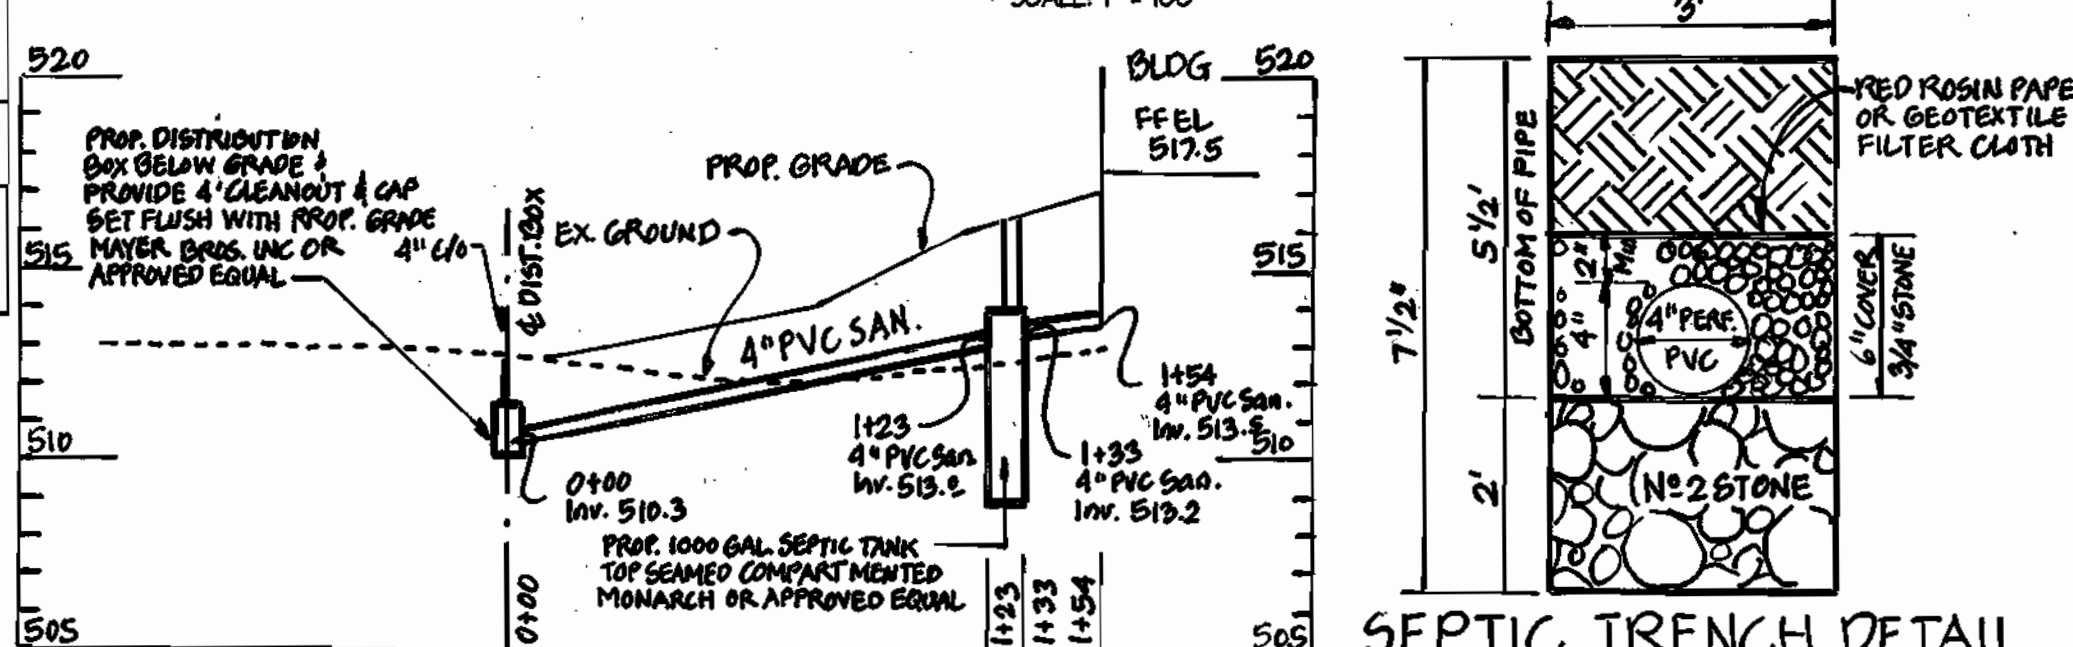 SCALE: 1" = 100'
520
PROP. DISTRIBUTION
BOX BELOW GRADE &
PROVIDE 4" CLEANOUT & CAP
SET FLUSH WITH PROP. GRADE
MAYER BROS. INC OR
APPROVED EQUAL
515
510
505
4" C/O
℄ DIST. BOX
EX. GROUND
PROP. GRADE
4" PVC SAN.
BLDG
FFEL
517.5
520
515
510
505
0+00
Inv. 510.3
1+23
4" PVC San
Inv. 513.0
1+33
4" PVC San.
Inv. 513.2
1+54
4" PVC San.
Inv. 513.5
PROP. 1000 GAL. SEPTIC TANK
TOP SEAMED COMPARTMENTED
MONARCH OR APPROVED EQUAL
0+00
1+23
1+33
1+54
3'
7 1/2"
5 1/2'
BOTTOM OF PIPE
2'
2"
4"
4" PERF.
PVC
Nº 2 STONE
RED ROSIN PAPE
OR GEOTEXTILE
FILTER CLOTH
6" COVER
3/4" STONE
SEPTIC TRENCH DETAIL